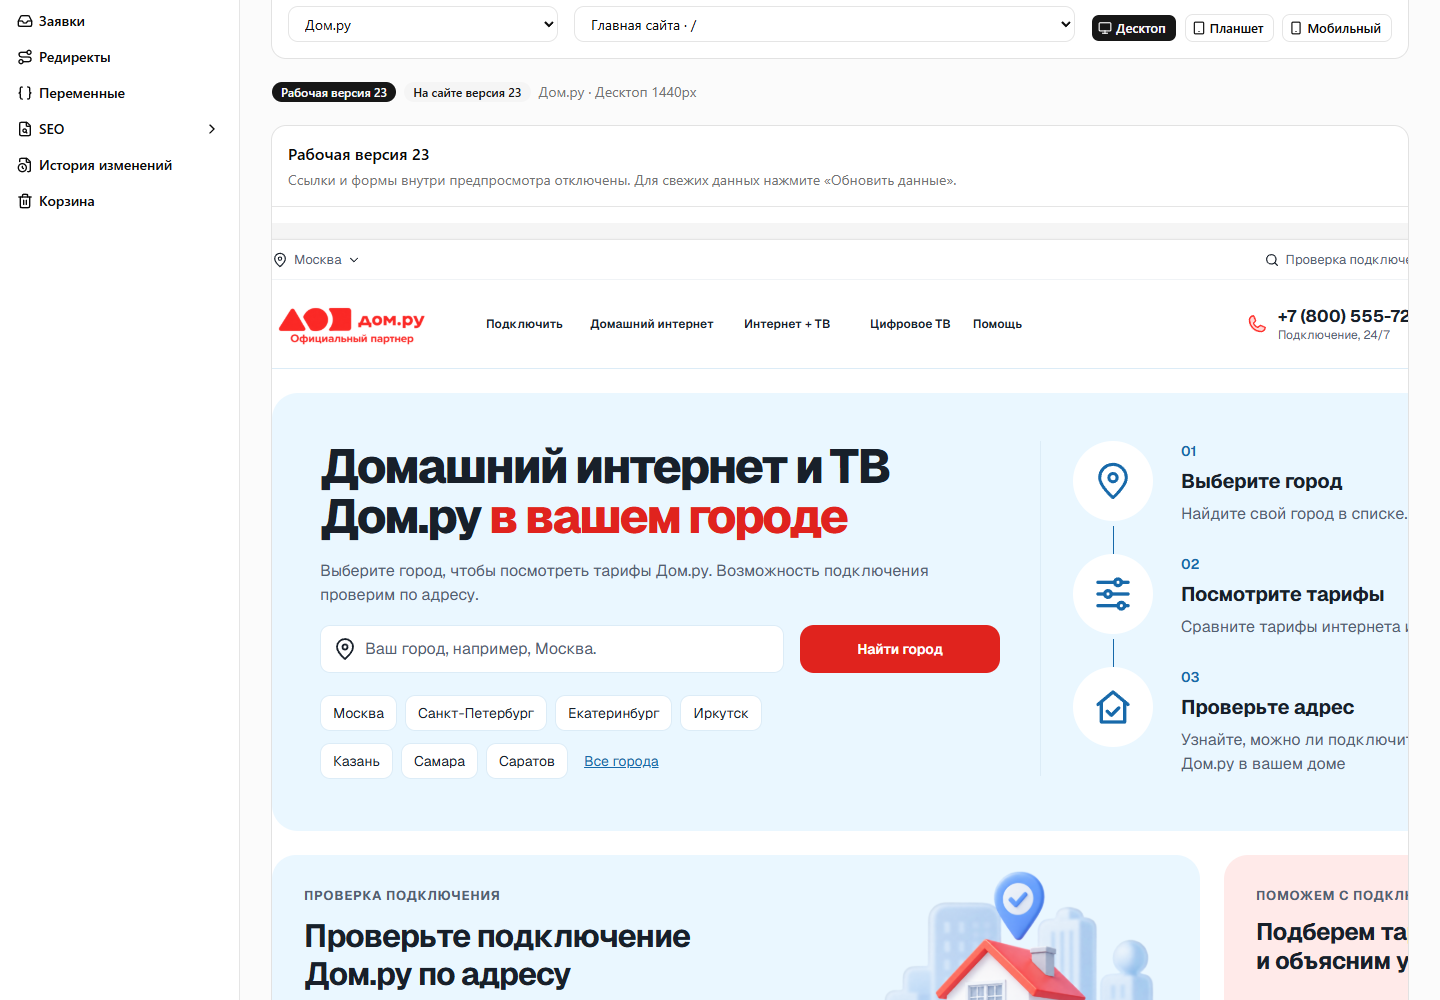 Заявки
Редиректы
Переменные
SEO
История изменений
Корзина
Дом.ру
Главная сайта · /
Десктоп
Планшет
Мобильный
Рабочая версия 23
На сайте версия 23
Дом.ру · Десктоп 1440px
Рабочая версия 23
Ссылки и формы внутри предпросмотра отключены. Для свежих данных нажмите «Обновить данные».
Москва
Проверка подключе
дом.ру
Официальный партнер
Подключить
Домашний интернет
Интернет + ТВ
Цифровое ТВ
Помощь
+7 (800) 555-72
Подключение, 24/7
Домашний интернет и ТВ
Дом.ру в вашем городе
Выберите город, чтобы посмотреть тарифы Дом.ру. Возможность подключения
проверим по адресу.
Ваш город, например, Москва.
Найти город
Москва
Санкт-Петербург
Екатеринбург
Иркутск
Казань
Самара
Саратов
Все города
01
Выберите город
Найдите свой город в списке.
02
Посмотрите тарифы
Сравните тарифы интернета и
03
Проверьте адрес
Узнайте, можно ли подключит
Дом.ру в вашем доме
ПРОВЕРКА ПОДКЛЮЧЕНИЯ
Проверьте подключение
Дом.ру по адресу
ПОМОЖЕМ С ПОДКЛ
Подберем та
и объясним у